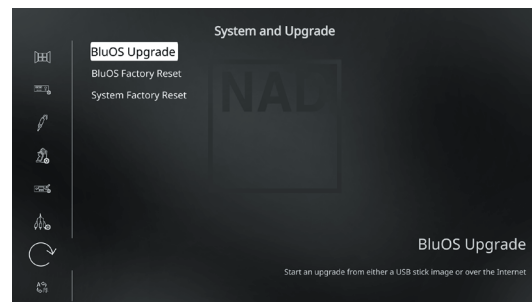 System and Upgrade
BluOS Upgrade
BluOS Factory Reset
System Factory Reset
NAD
BluOS Upgrade
Start an upgrade from either a USB stick image or over the Internet